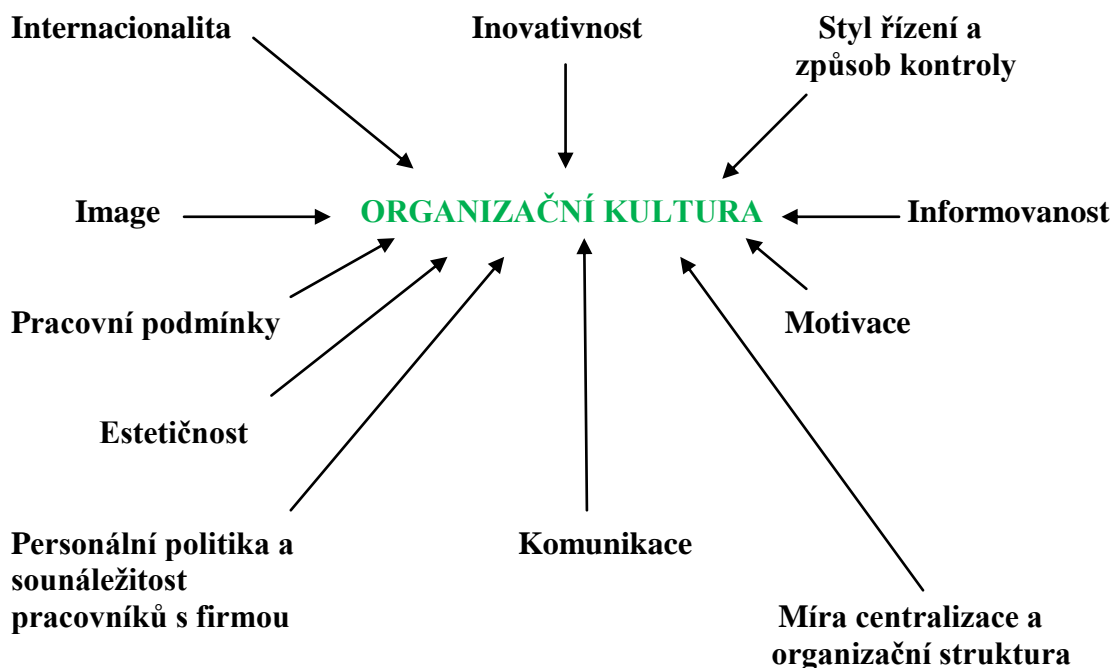 Internacionalita
Inovativnost
Styl řízení a
způsob kontroly
Image
ORGANIZAČNÍ KULTURA
Informovanost
Pracovní podmínky
Motivace
Estetičnost
Personální politika a
sounáležitost
pracovníků s firmou
Komunikace
Míra centralizace a
organizační struktura